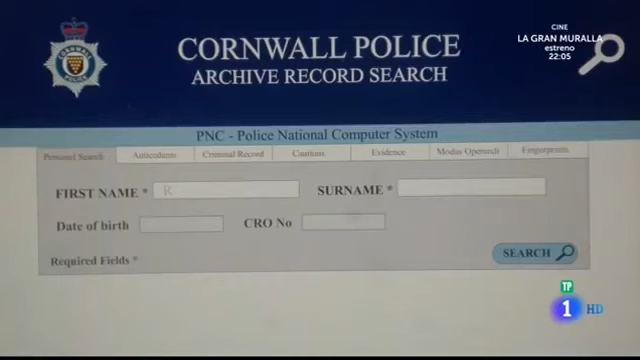 CORNWALL POLICE
ARCHIVE RECORD SEARCH
CINE
LA GRAN MURALLA
estreno
22:05
PNC - Police National Computer System
Personal Search
Antecedents
Criminal Record
Cautions
Evidence
Modus Operandi
Fingerprints
FIRST NAME *
R
SURNAME *
Date of birth
CRO No
Required Fields *
SEARCH
TP
1 HD